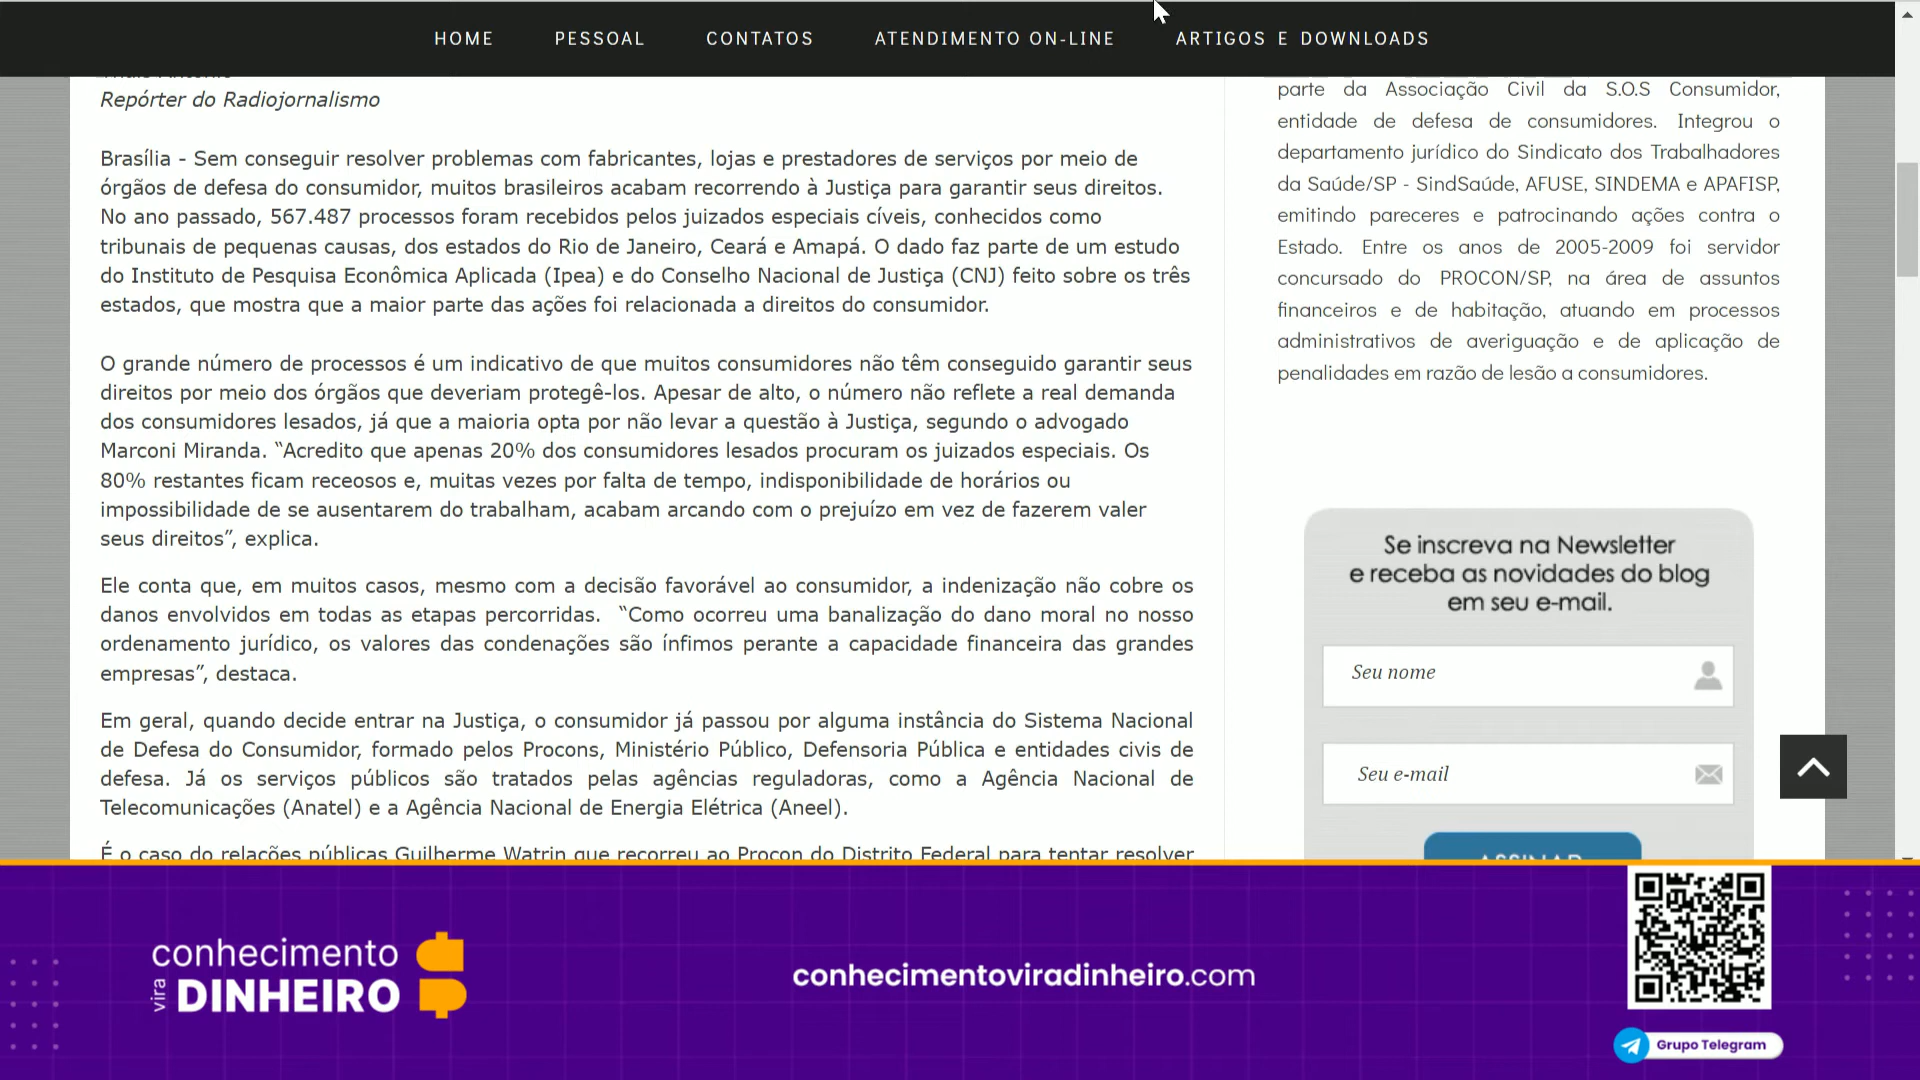 HOME PESSOAL CONTATOS ATENDIMENTO ON-LINE ARTIGOS E DOWNLOADS
Repórter do Radiojornalismo
Brasília - Sem conseguir resolver problemas com fabricantes, lojas e prestadores de serviços por meio de
órgãos de defesa do consumidor, muitos brasileiros acabam recorrendo à Justiça para garantir seus direitos.
No ano passado, 567.487 processos foram recebidos pelos juizados especiais cíveis, conhecidos como
tribunais de pequenas causas, dos estados do Rio de Janeiro, Ceará e Amapá. O dado faz parte de um estudo
do Instituto de Pesquisa Econômica Aplicada (Ipea) e do Conselho Nacional de Justiça (CNJ) feito sobre os três
estados, que mostra que a maior parte das ações foi relacionada a direitos do consumidor.
O grande número de processos é um indicativo de que muitos consumidores não têm conseguido garantir seus
direitos por meio dos órgãos que deveriam protegê-los. Apesar de alto, o número não reflete a real demanda
dos consumidores lesados, já que a maioria opta por não levar a questão à Justiça, segundo o advogado
Marconi Miranda. “Acredito que apenas 20% dos consumidores lesados procuram os juizados especiais. Os
80% restantes ficam receosos e, muitas vezes por falta de tempo, indisponibilidade de horários ou
impossibilidade de se ausentarem do trabalham, acabam arcando com o prejuízo em vez de fazerem valer
seus direitos”, explica.
Ele conta que, em muitos casos, mesmo com a decisão favorável ao consumidor, a indenização não cobre os
danos envolvidos em todas as etapas percorridas. “Como ocorreu uma banalização do dano moral no nosso
ordenamento jurídico, os valores das condenações são ínfimos perante a capacidade financeira das grandes
empresas”, destaca.
Em geral, quando decide entrar na Justiça, o consumidor já passou por alguma instância do Sistema Nacional
de Defesa do Consumidor, formado pelos Procons, Ministério Público, Defensoria Pública e entidades civis de
defesa. Já os serviços públicos são tratados pelas agências reguladoras, como a Agência Nacional de
Telecomunicações (Anatel) e a Agência Nacional de Energia Elétrica (Aneel).
É o caso do relações públicas Guilherme Watrin que recorreu ao Procon do Distrito Federal para tentar resolver
parte da Associação Civil da S.O.S Consumidor,
entidade de defesa de consumidores. Integrou o
departamento jurídico do Sindicato dos Trabalhadores
da Saúde/SP - SindSaúde, AFUSE, SINDEMA e APAFISP,
emitindo pareceres e patrocinando ações contra o
Estado. Entre os anos de 2005-2009 foi servidor
concursado do PROCON/SP, na área de assuntos
financeiros e de habitação, atuando em processos
administrativos de averiguação e de aplicação de
penalidades em razão de lesão a consumidores.
Se inscreva na Newsletter
e receba as novidades do blog
em seu e-mail.
Seu nome
Seu e-mail
ASSINAR
conhecimento
vira DINHEIRO
conhecimentoviradinheiro.com
Grupo Telegram